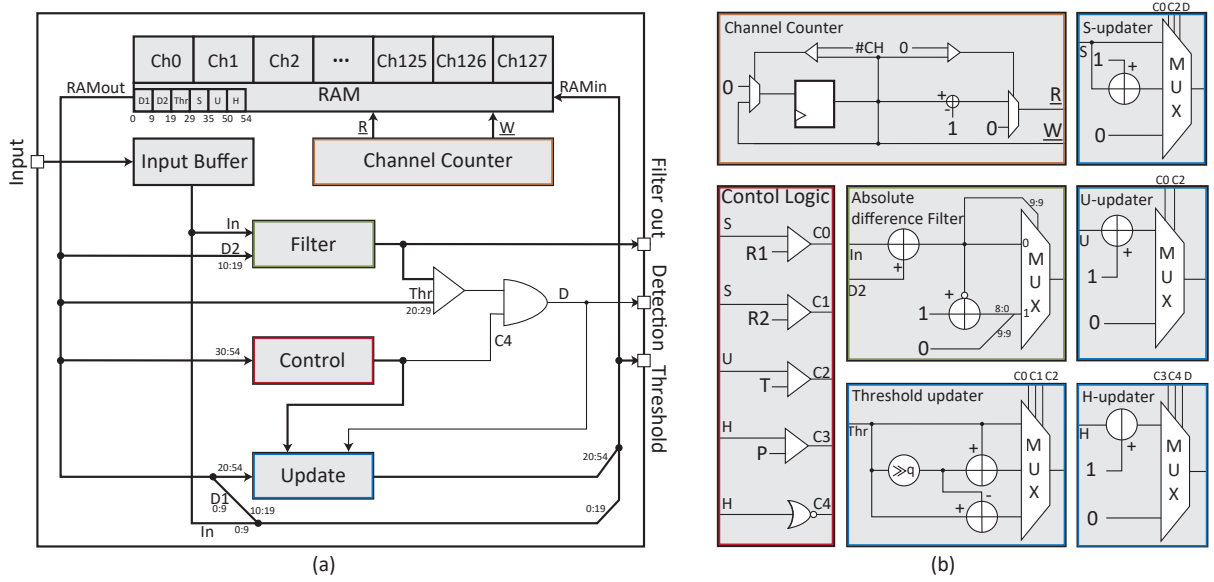 Ch0 Ch1 Ch2 ··· Ch125 Ch126 Ch127
RAMout
RAM
RAMin
D1 D2 Thr S U H
0 9 19 29 35 50 54
R
W
Input
Input Buffer
Channel Counter
In
Filter
D2
10:19
Filter out
Thr
20:29
D
Detection
C4
30:54
Control
Threshold
20:54
Update
20:54
D1
0:9
10:19
In
0:9
0:19
(a)
Channel Counter
#CH 0
0
+
-
1
0
R
W
C0 C2 D
S-updater
S
1
+
0
M
U
X
Contol Logic
S
C0
R1
S
C1
R2
U
C2
T
H
C3
P
H
C4
Absolute
difference Filter
9:9
In
+
D2
0
+
1
8:0
1
0
9:9
M
U
X
C0 C2
U-updater
U
+
1
0
M
U
X
C0 C1 C2
Threshold updater
Thr
≫q
+
+
-
+
M
U
X
C3 C4 D
H-updater
H
+
1
0
M
U
X
(b)